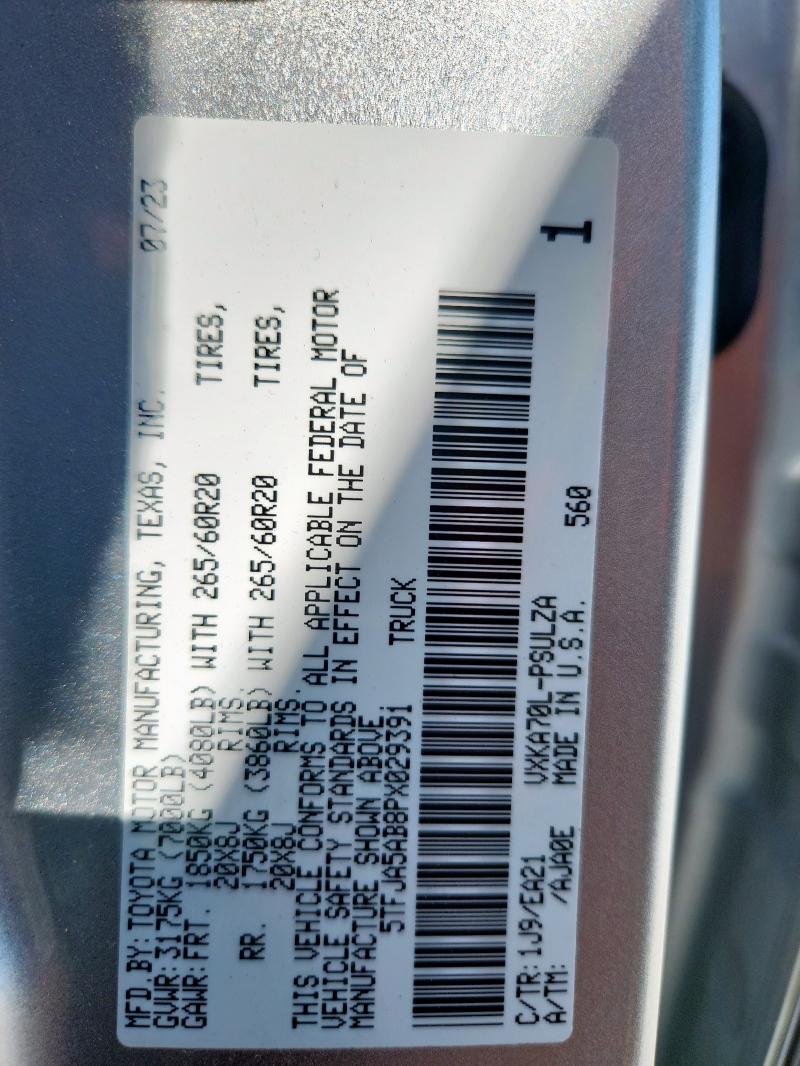 MFD.BY:TOYOTA MOTOR MANUFACTURING, TEXAS, INC. 07/23
GVWR:3175KG (7000LB)
GAWR:FRT. 1850KG (4080LB) WITH 265/60R20 TIRES,
20X8J RIMS
RR. 1750KG (3860LB) WITH 265/60R20 TIRES,
20X8J RIMS.
THIS VEHICLE CONFORMS TO ALL APPLICABLE FEDERAL MOTOR
VEHICLE SAFETY STANDARDS IN EFFECT ON THE DATE OF
MANUFACTURE SHOWN ABOVE.
5TFJA5AB8PX029391 TRUCK
C/TR:1J9/EA21 VXKA70L-PSULZA 560 1
A/TM: /AJA0E MADE IN U.S.A.